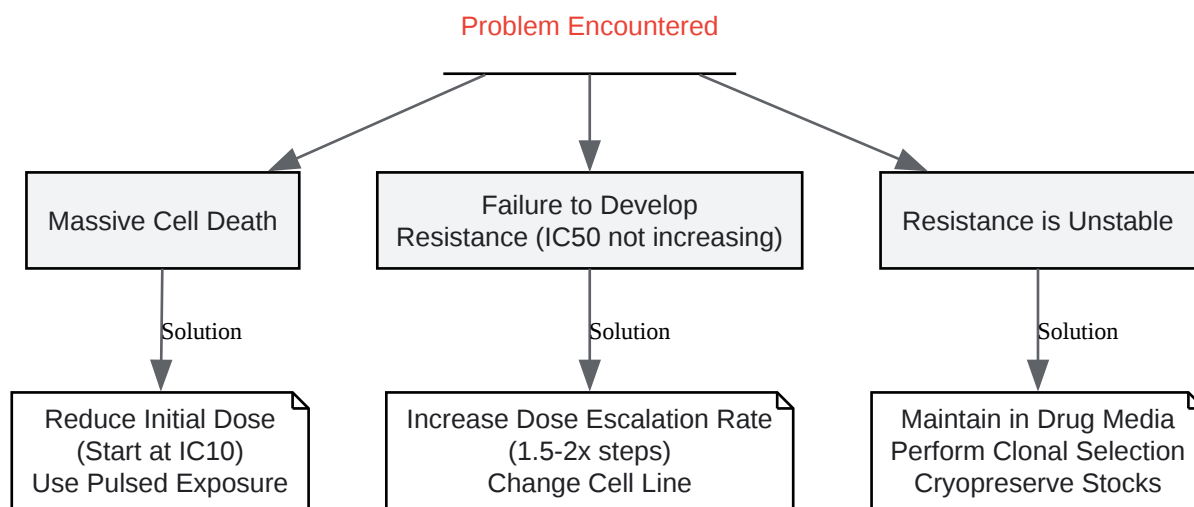 Problem Encountered
Massive Cell Death
Failure to Develop
Resistance (IC50 not increasing)
Resistance is Unstable
Solution
Solution
Solution
Reduce Initial Dose
(Start at IC10)
Use Pulsed Exposure
Increase Dose Escalation Rate
(1.5-2x steps)
Change Cell Line
Maintain in Drug Media
Perform Clonal Selection
Cryopreserve Stocks